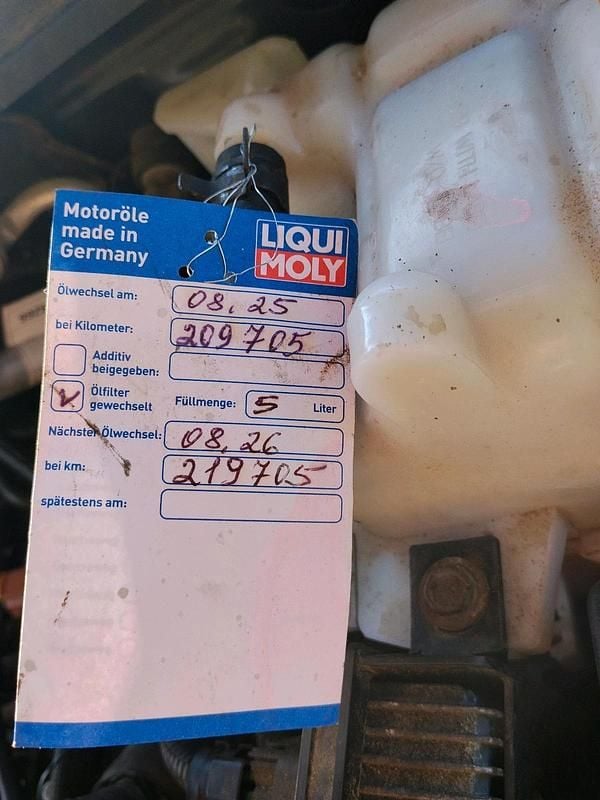 Motoröle
made in
Germany
LIQUI
MOLY
Ölwechsel am: 08.25
bei Kilometer: 209705
Additiv
beigegeben:
Ölfilter
gewechselt
Füllmenge: 5 Liter
Nächster Ölwechsel: 08.26
bei km: 219705
spätestens am: